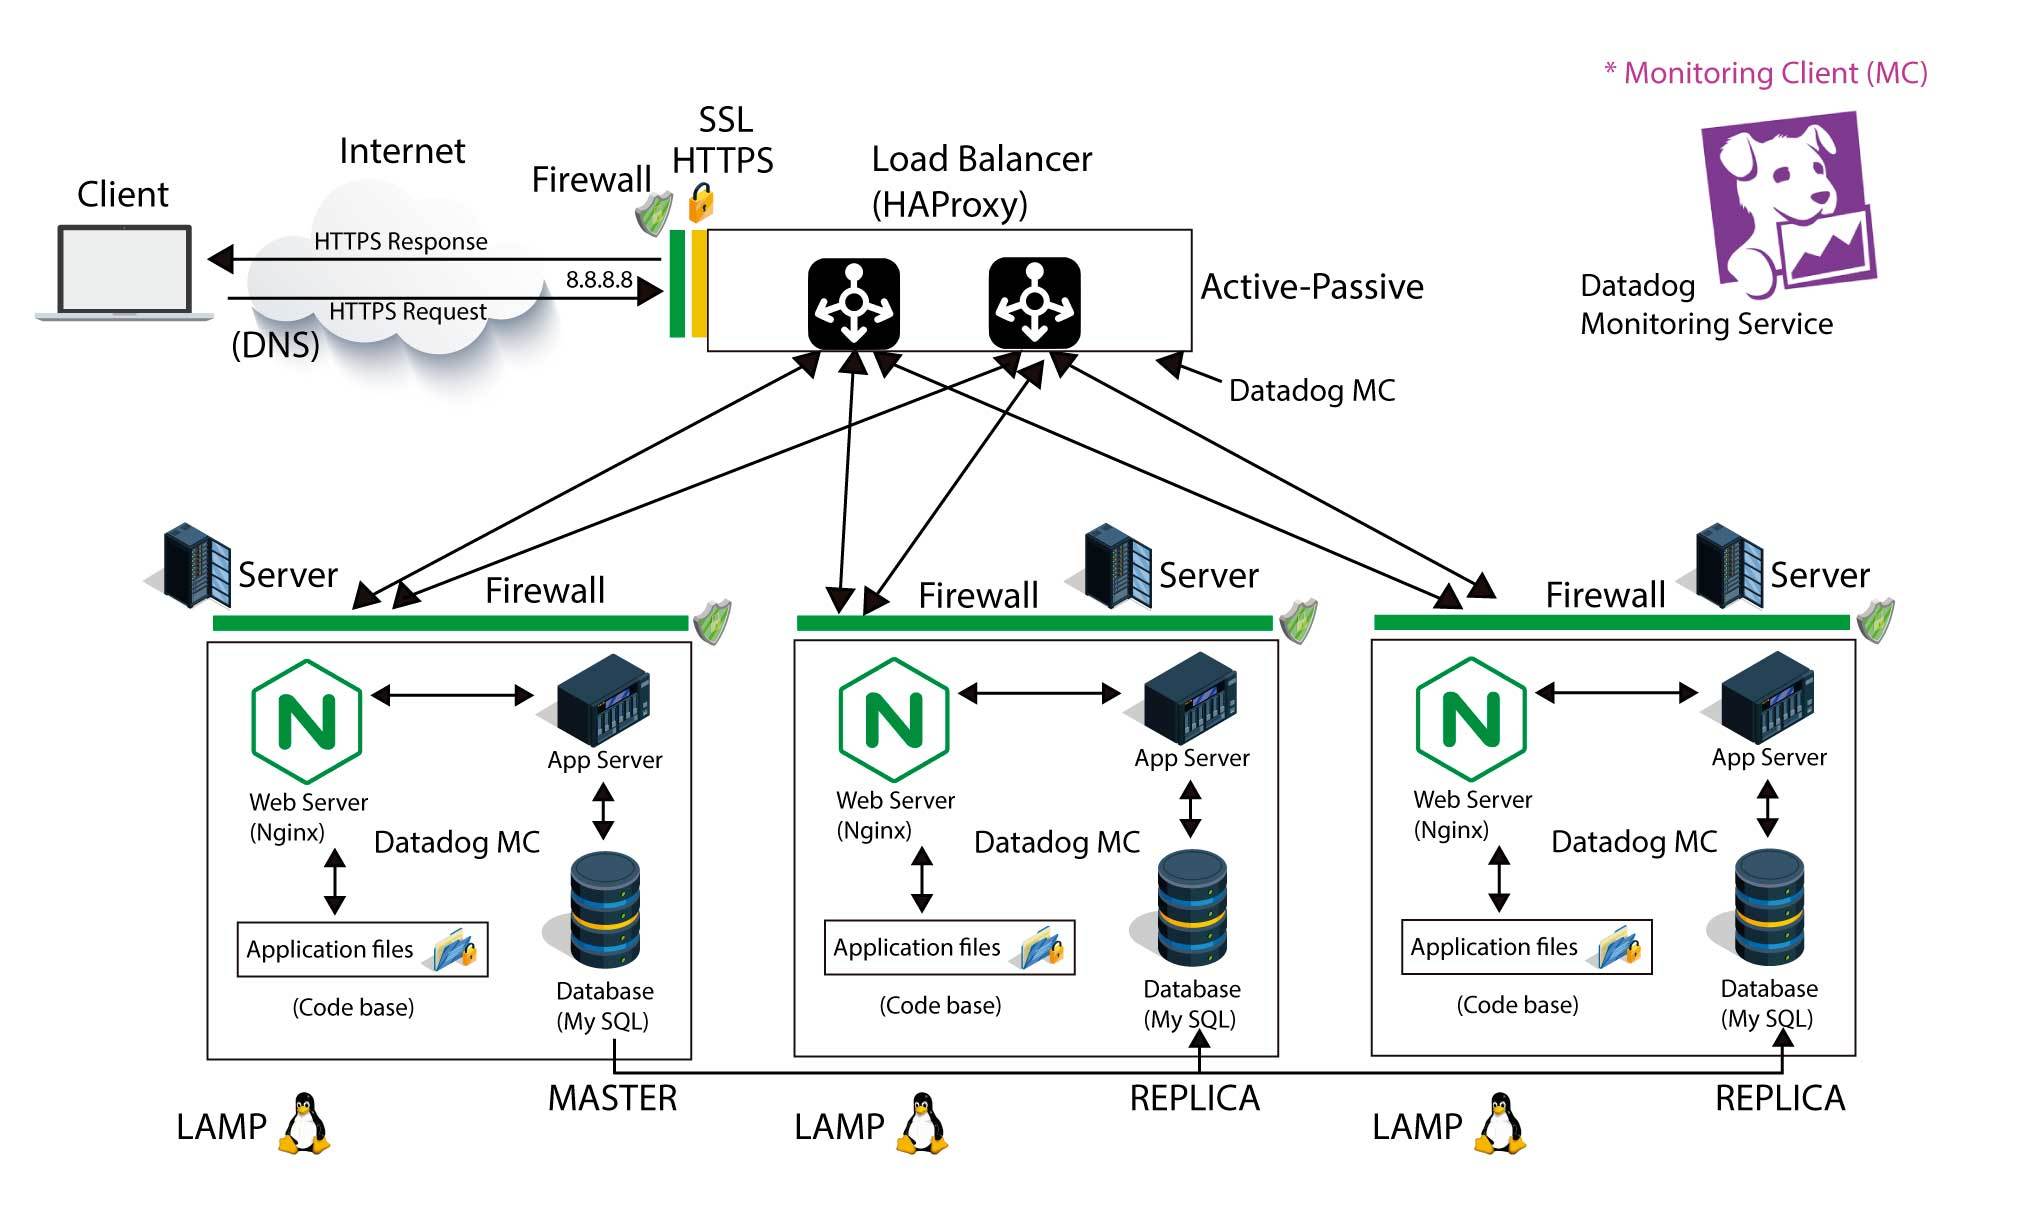 * Monitoring Client (MC)
SSL
HTTPS
Internet
Load Balancer
(HAProxy)
Firewall
Client
HTTPS Response
8.8.8.8
HTTPS Request
(DNS)
Active-Passive
Datadog
Monitoring Service
Datadog MC
Server
Firewall
Firewall
Server
Firewall
Server
App Server
Web Server
(Nginx)
Datadog MC
Application files
(Code base)
Database
(My SQL)
App Server
Web Server
(Nginx)
Datadog MC
Application files
(Code base)
Database
(My SQL)
App Server
Web Server
(Nginx)
Datadog MC
Application files
(Code base)
Database
(My SQL)
MASTER
REPLICA
REPLICA
LAMP
LAMP
LAMP